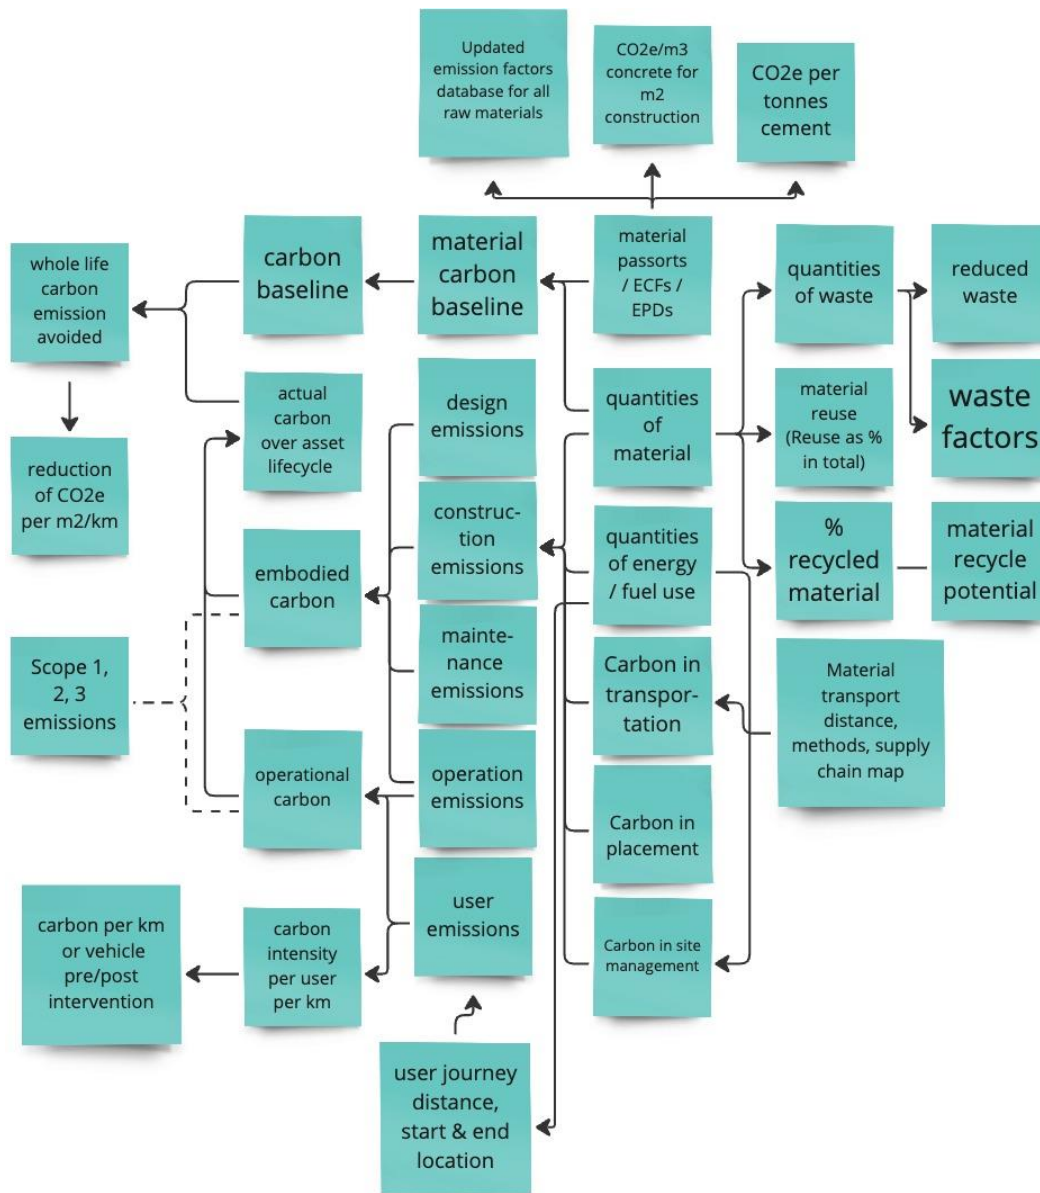 Updated
emission factors
database for all
raw materials
CO2e/m3
concrete for
m2
construction
CO2e per
tonnes
cement
whole life
carbon
emission
avoided
carbon
baseline
material
carbon
baseline
material
passorts
/ ECFs /
EPDs
quantities
of waste
reduced
waste
actual
carbon
over asset
lifecycle
design
emissions
quantities
of
material
material
reuse
(Reuse as %
in total)
waste
factors
reduction
of CO2e
per m2/km
embodied
carbon
construc-
tion
emissions
quantities
of energy
/ fuel use
%
recycled
material
material
recycle
potential
Scope 1,
2, 3
emissions
mainte-
nance
emissions
Carbon in
transpor-
tation
Material
transport
distance,
methods, supply
chain map
operational
carbon
operation
emissions
Carbon in
placement
carbon per km
or vehicle
pre/post
intervention
carbon
intensity
per user
per km
user
emissions
Carbon in site
management
user journey
distance,
start & end
location